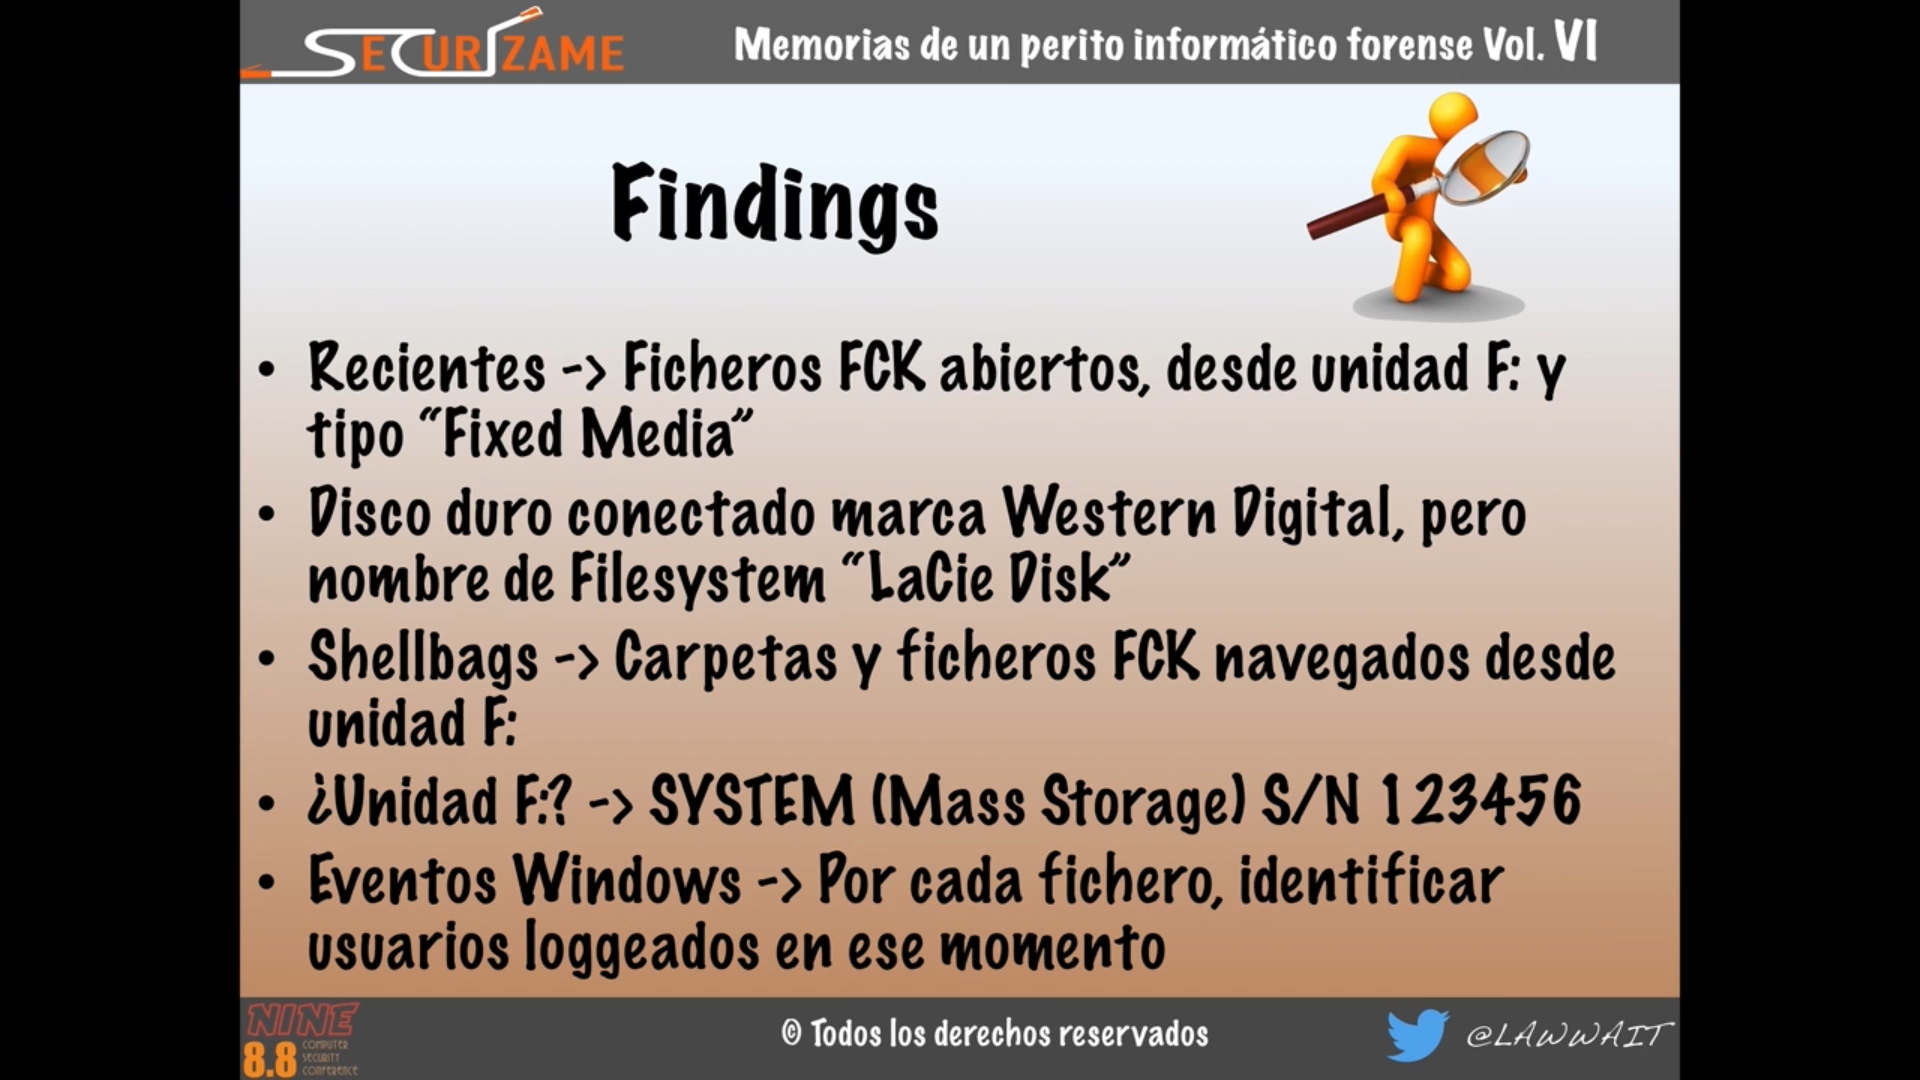 SECURIZAME
Memorias de un perito informático forense Vol. VI
Findings
• Recientes -> Ficheros FCK abiertos, desde unidad F: y
tipo “Fixed Media”
• Disco duro conectado marca Western Digital, pero
nombre de Filesystem “LaCie Disk”
• Shellbags -> Carpetas y ficheros FCK navegados desde
unidad F:
• ¿Unidad F:? -> SYSTEM (Mass Storage) S/N 123456
• Eventos Windows -> Por cada fichero, identificar
usuarios loggeados en ese momento
NINE
8.8
COMPUTER
SECURITY
CONFERENCE
© Todos los derechos reservados
@LAWWAIT